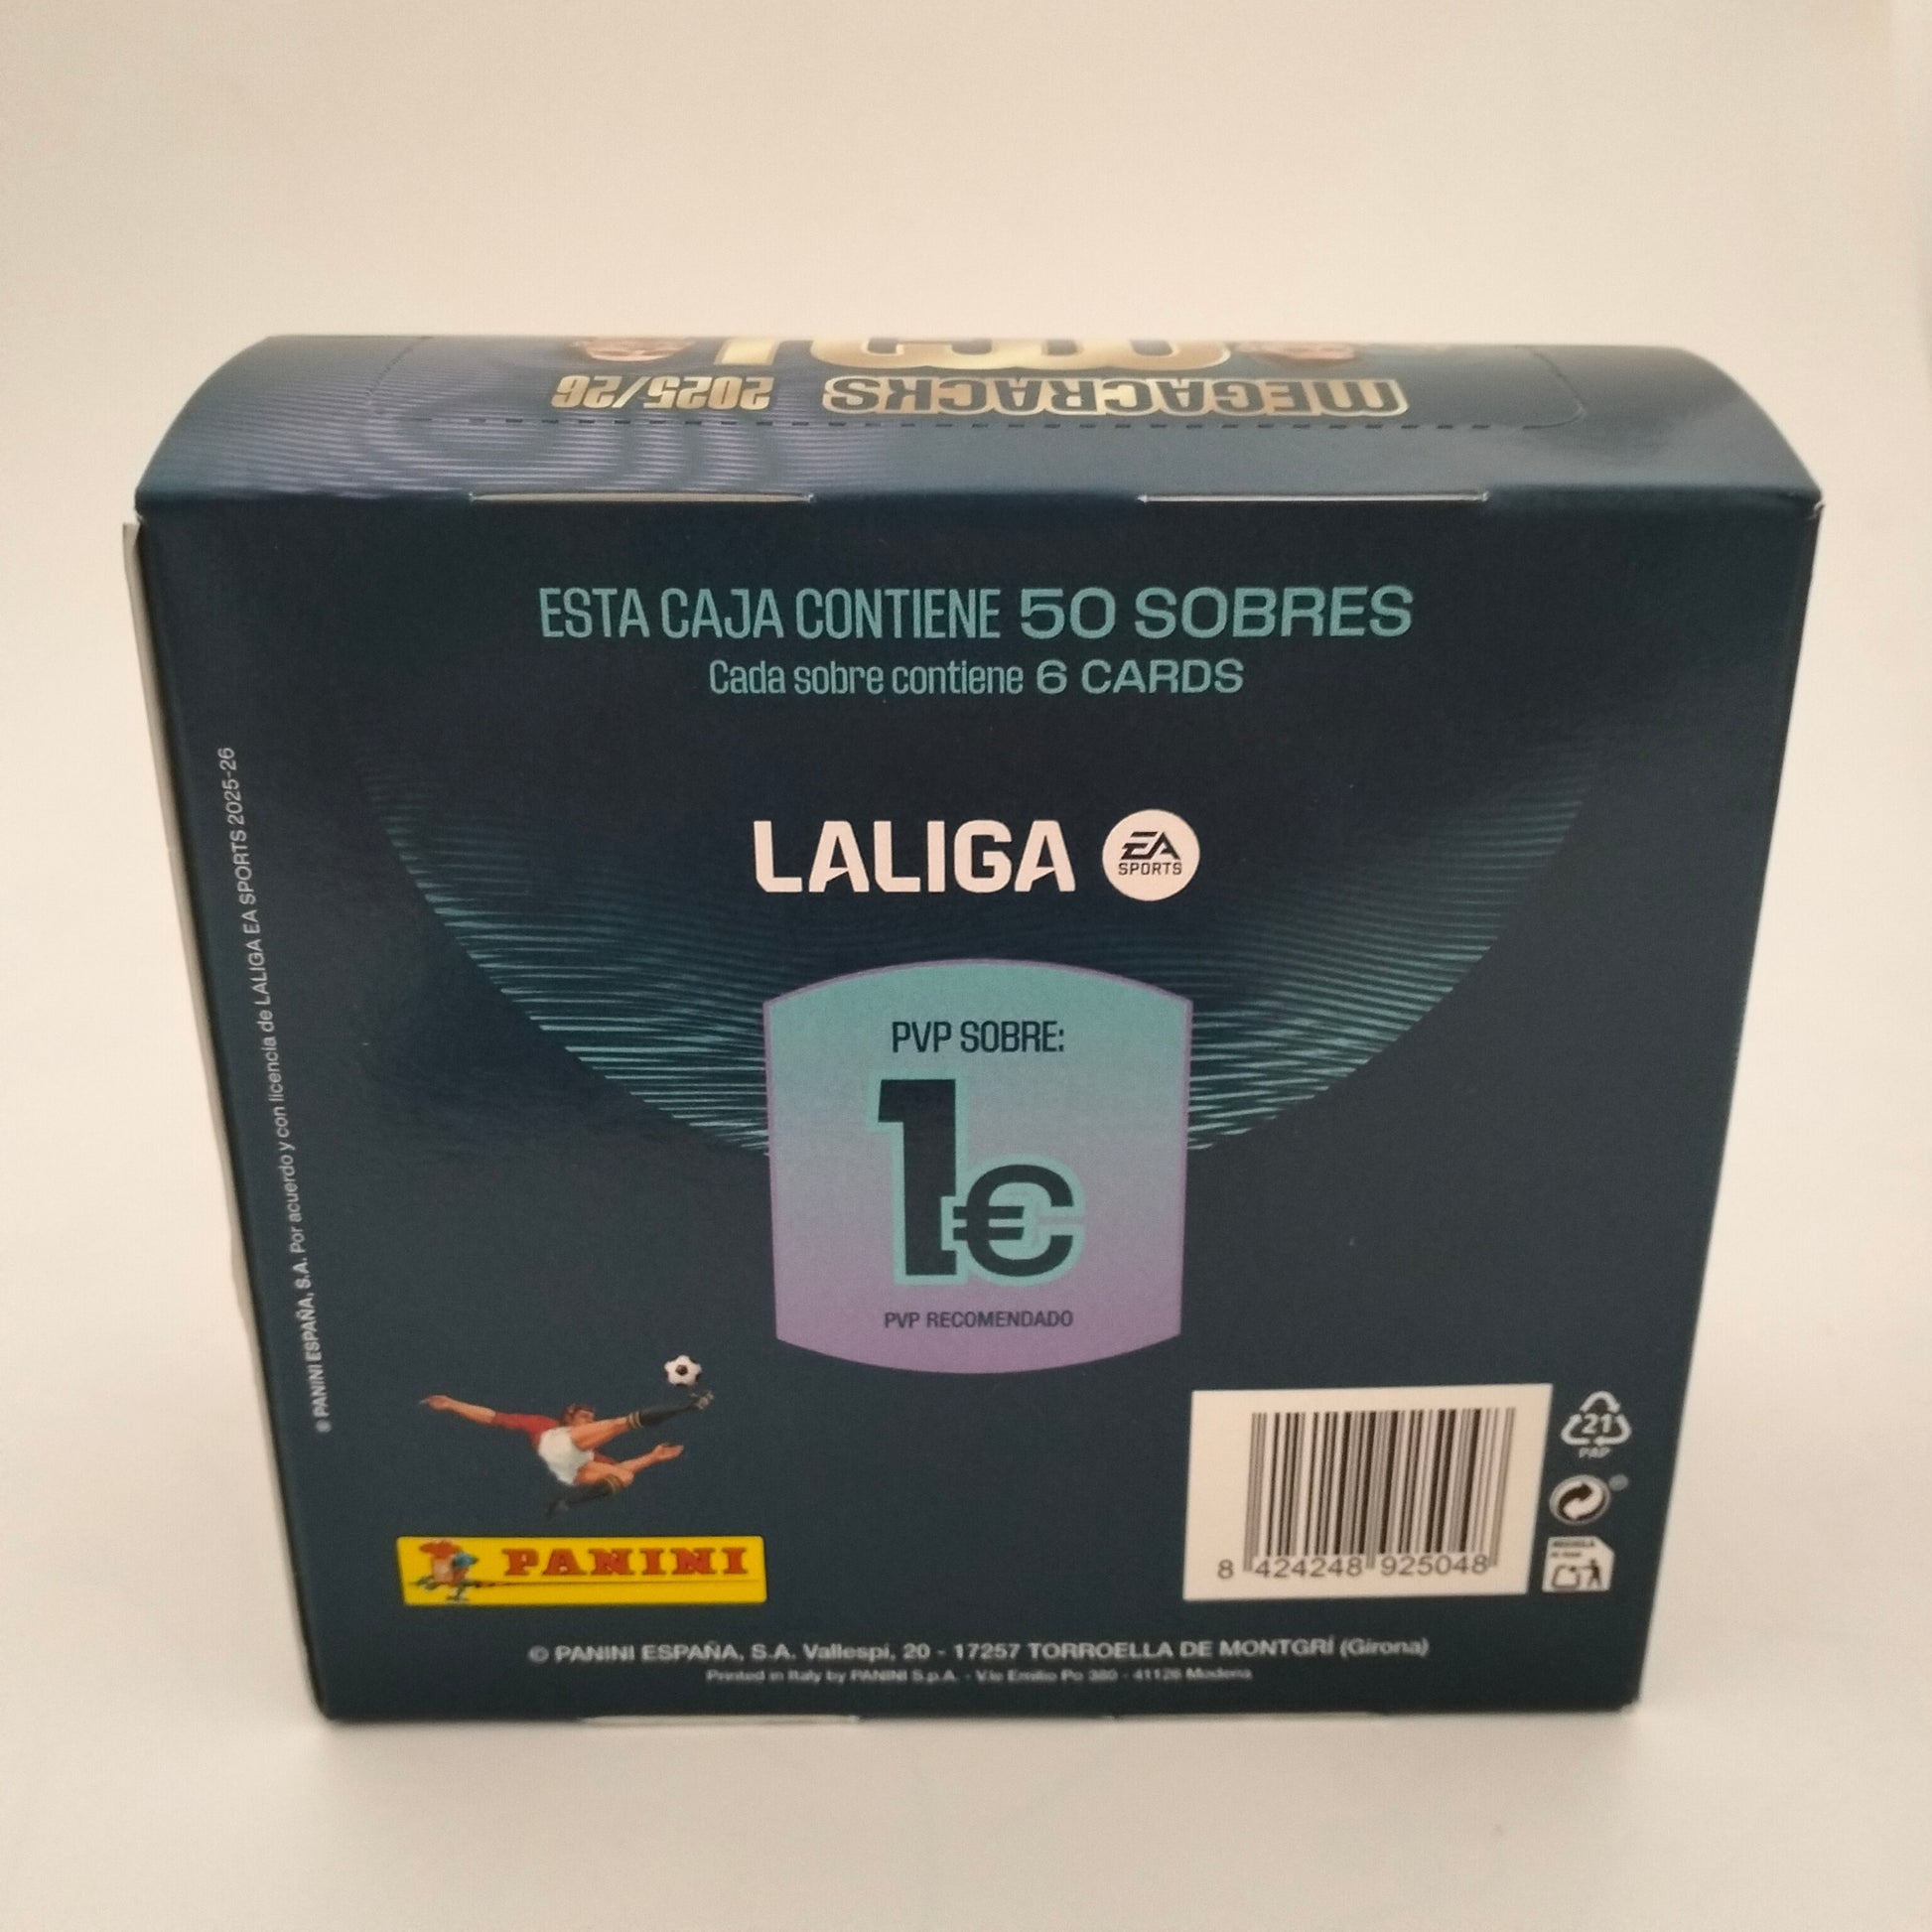 MEGACRACKS 2025/26
ESTA CAJA CONTIENE 50 SOBRES
Cada sobre contiene 6 CARDS
LALIGA EA SPORTS
PVP SOBRE:
1€
PVP RECOMENDADO
© PANINI ESPAÑA, S.A. Por acuerdo y con licencia de LALIGA EA SPORTS 2025-26
PANINI
8 424248 925048
21
PAP
© PANINI ESPAÑA, S.A. Vallespí, 20 - 17257 TORROELLA DE MONTGRÍ (Girona)
Printed in Italy by PANINI S.p.A. - V.le Emilio Po 380 - 41126 Modena